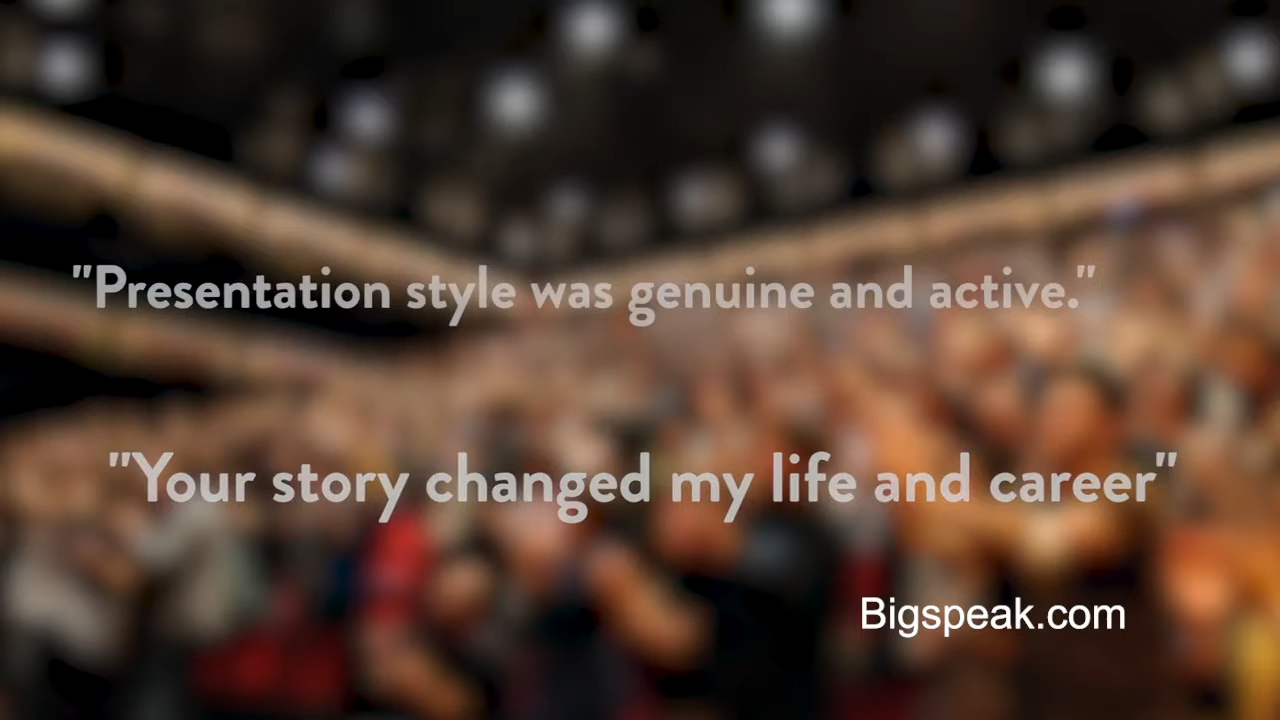 "Presentation style was genuine and active."
"Your story changed my life and career"
Bigspeak.com